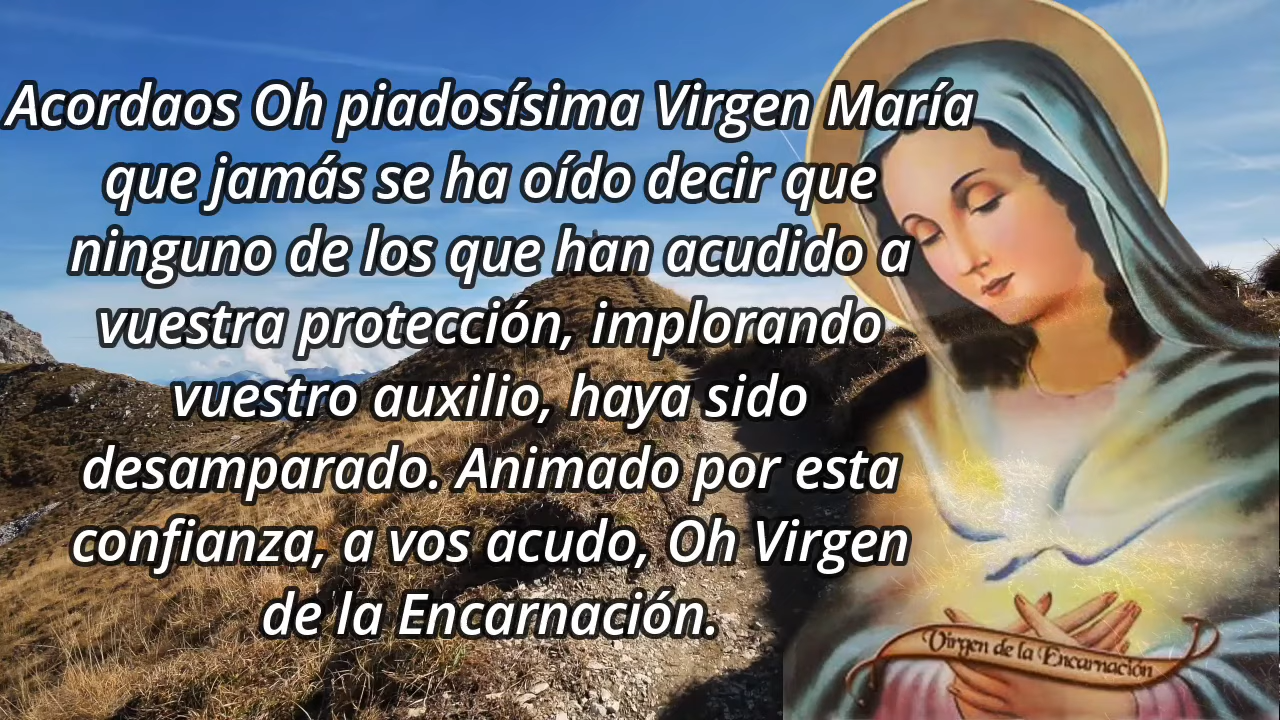 Acordaos Oh piadosísima Virgen María
que jamás se ha oído decir que
ninguno de los que han acudido a
vuestra protección, implorando
vuestro auxilio, haya sido
desamparado. Animado por esta
confianza, a vos acudo, Oh Virgen
de la Encarnación.
Virgen de la Encarnación